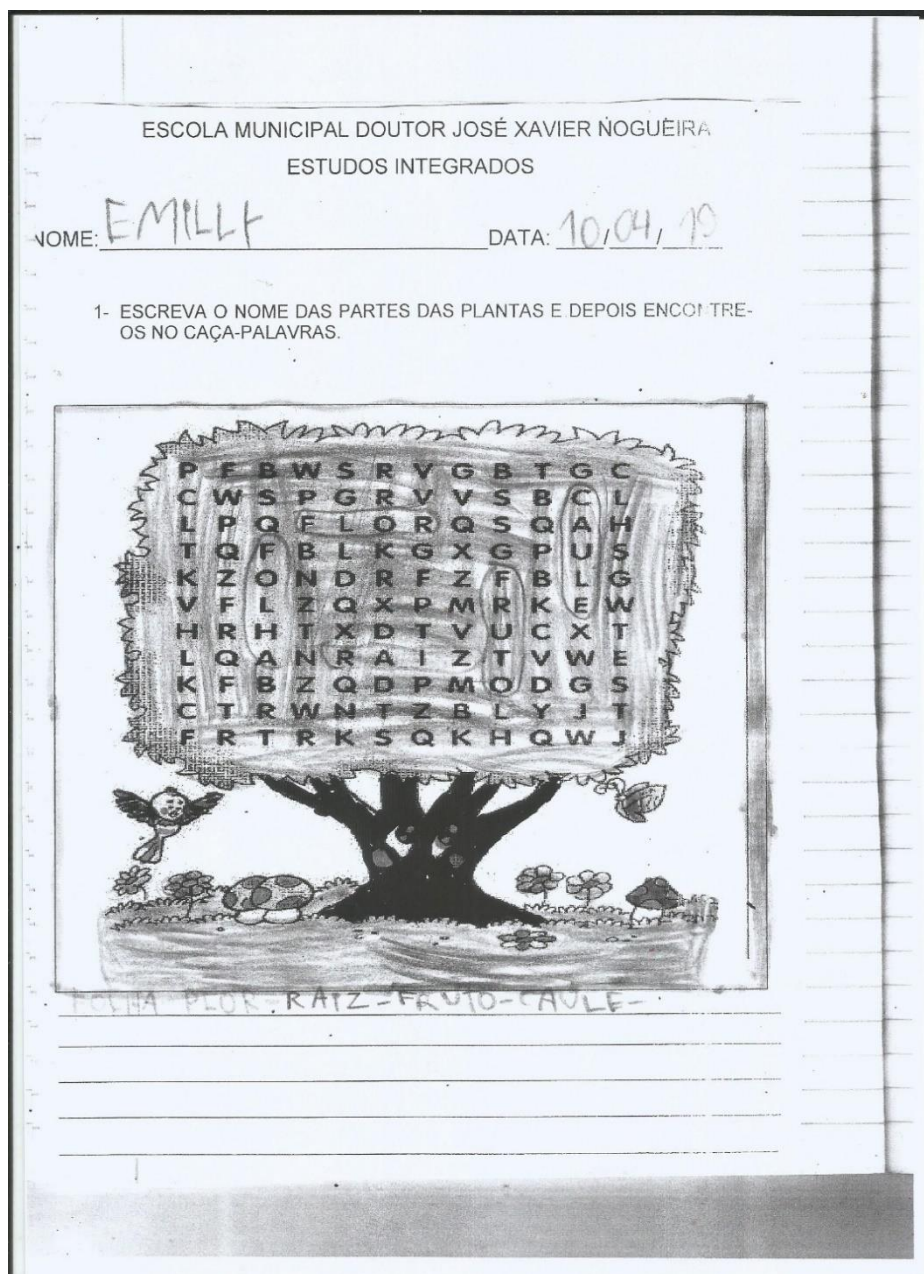 ESCOLA MUNICIPAL DOUTOR JOSÉ XAVIER NOGUEIRA
ESTUDOS INTEGRADOS
NOME: EMILLY DATA: 10/04/19
1- ESCREVA O NOME DAS PARTES DAS PLANTAS E DEPOIS ENCONTRE-
OS NO CAÇA-PALAVRAS.
P F B W S R V G B T G C
C W S P G R V V S B C L
L P Q F L O R Q S Q A H
T Q F B L K G X G P U S
K Z O N D R F Z F B L G
V F L Z Q X P M R K E W
H R H T X D T V U C X T
L Q A N R A I Z T V W E
K F B Z Q D P M O D G S
C T R W N T Z B L Y J T
F R T R K S Q K H Q W J
FOLHA FLOR-RAIZ-FRUTO-CAULE-